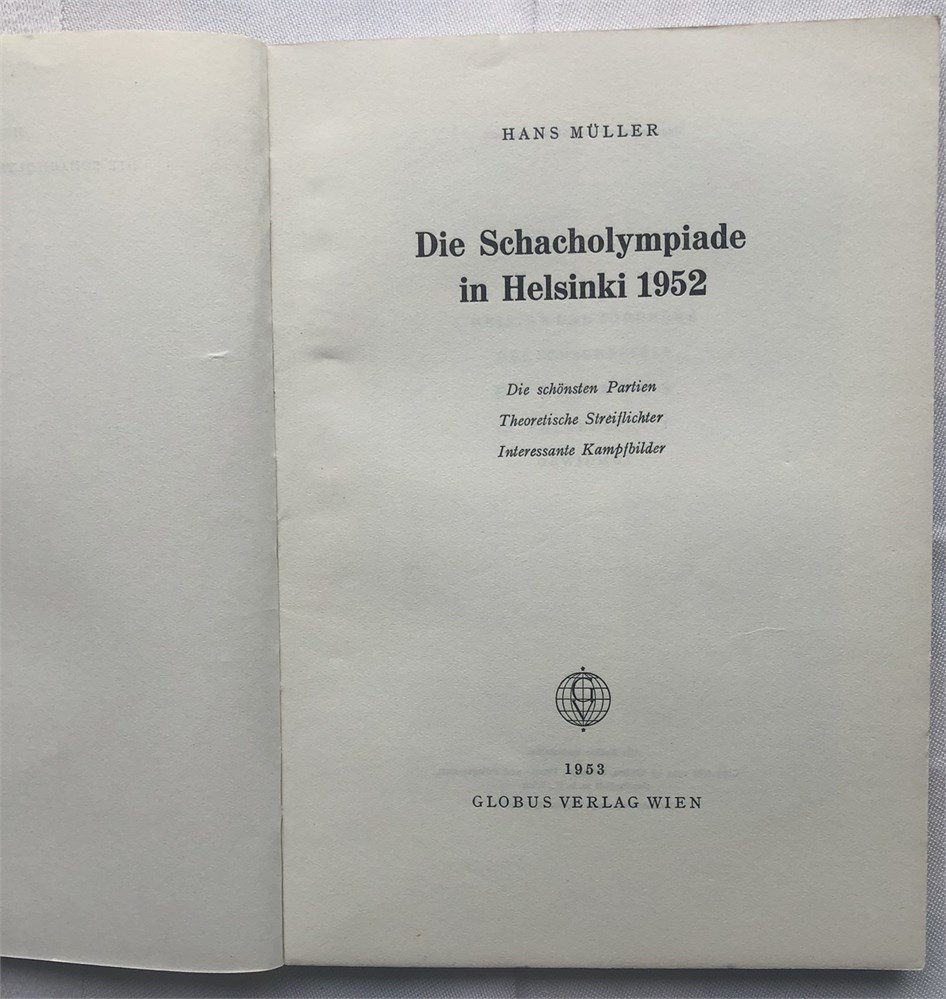 HANS MÜLLER
Die Schacholympiade
in Helsinki 1952
Die schönsten Partien
Theoretische Streiflichter
Interessante Kampfbilder
1953
GLOBUS VERLAG WIEN